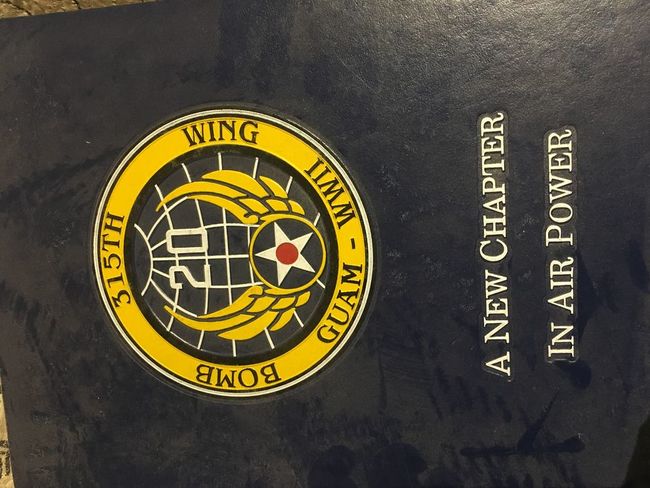 315TH
BOMB
WING
GUAM - WWII
20
A NEW CHAPTER
IN AIR POWER